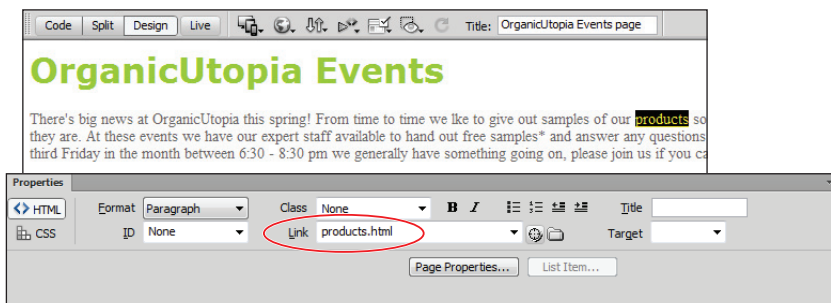 Code Split Design Live Title: OrganicUtopia Events page
OrganicUtopia Events
There's big news at OrganicUtopia this spring! From time to time we lke to give out samples of our products so
they are. At these events we have our expert staff available to hand out free samples* and answer any questions
third Friday in the month between 6:30 - 8:30 pm we generally have something going on, please join us if you ca
Properties
<> HTML Format Paragraph Class None B I Title
CSS ID None Link products.html Target
Page Properties... List Item...